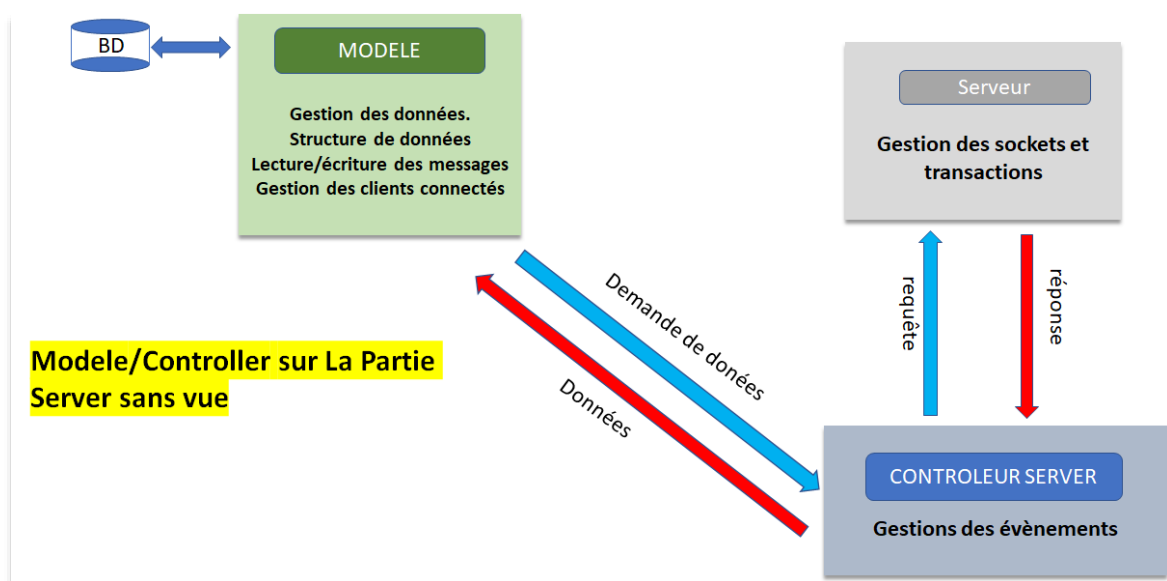 BD
MODELE
Gestion des données.
Structure de données
Lecture/écriture des messages
Gestion des clients connectés
Serveur
Gestion des sockets et
transactions
Demande de donées
Données
requête
réponse
Modele/Controller sur La Partie
Server sans vue
CONTROLEUR SERVER
Gestions des évènements